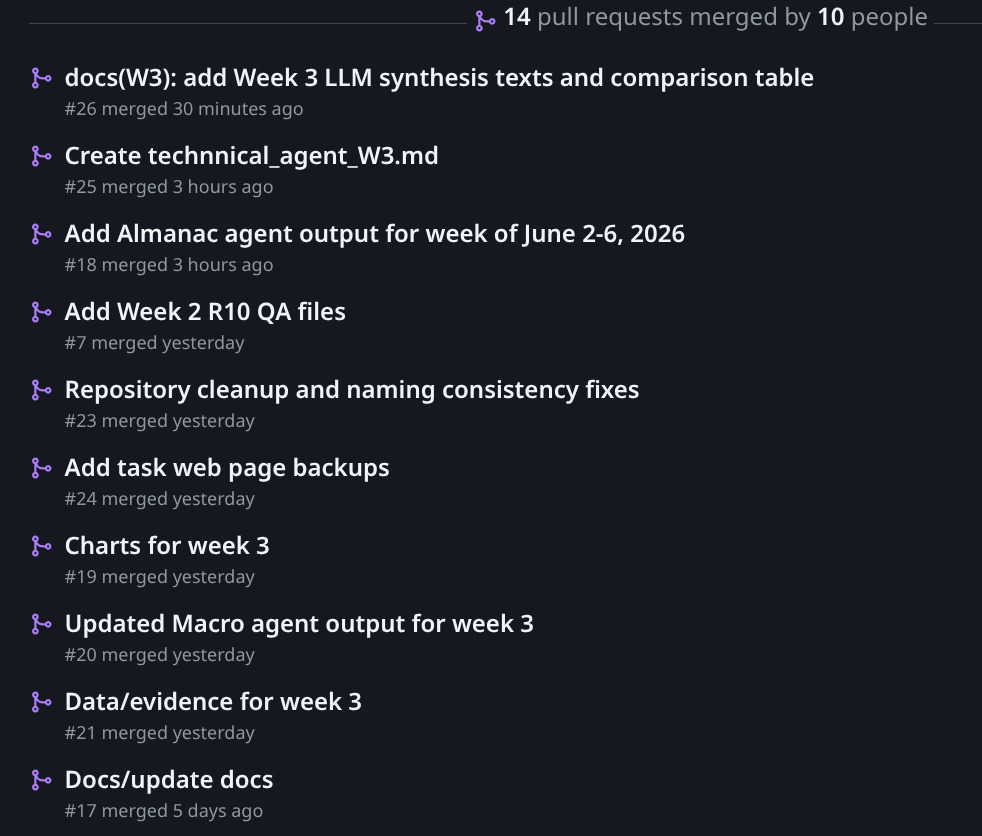 14 pull requests merged by 10 people
docs(W3): add Week 3 LLM synthesis texts and comparison table
#26 merged 30 minutes ago
Create technnical_agent_W3.md
#25 merged 3 hours ago
Add Almanac agent output for week of June 2-6, 2026
#18 merged 3 hours ago
Add Week 2 R10 QA files
#7 merged yesterday
Repository cleanup and naming consistency fixes
#23 merged yesterday
Add task web page backups
#24 merged yesterday
Charts for week 3
#19 merged yesterday
Updated Macro agent output for week 3
#20 merged yesterday
Data/evidence for week 3
#21 merged yesterday
Docs/update docs
#17 merged 5 days ago